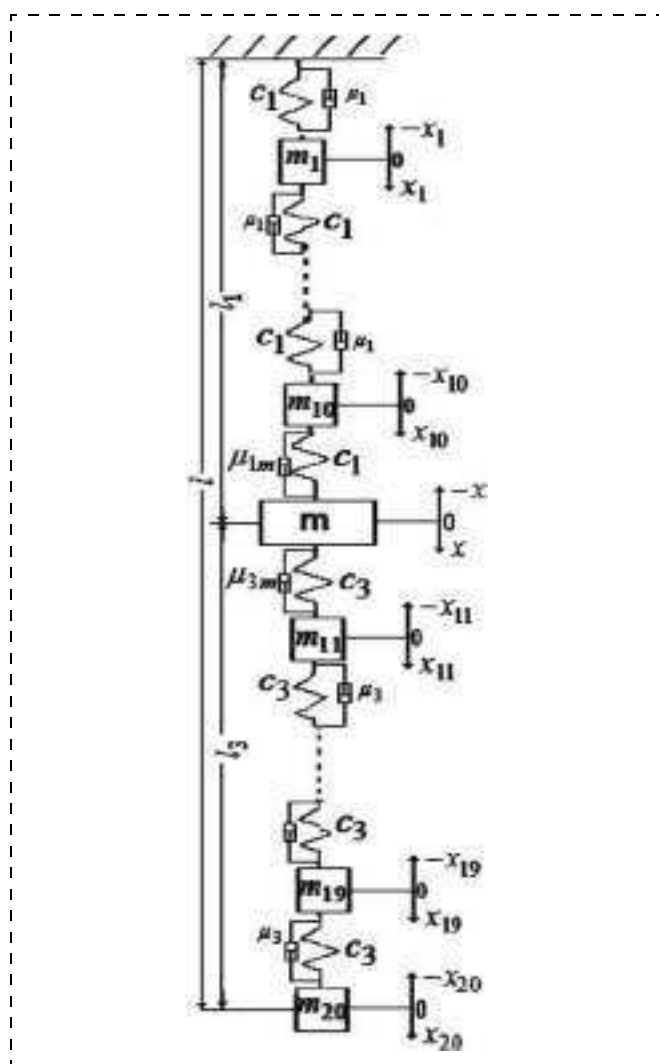 c₁ μ₁
−x₁
m₁ 0
x₁
μ₁ c₁
l₁
c₁ μ₁
−x₁₀
m₁₀ 0
x₁₀
μ₁ₘ c₁
l
−x
m 0
x
μ₃ₘ c₃
−x₁₁
m₁₁ 0
x₁₁
c₃ μ₃
l₃
c₃
−x₁₉
m₁₉ 0
x₁₉
μ₃ c₃
−x₂₀
m₂₀ 0
x₂₀